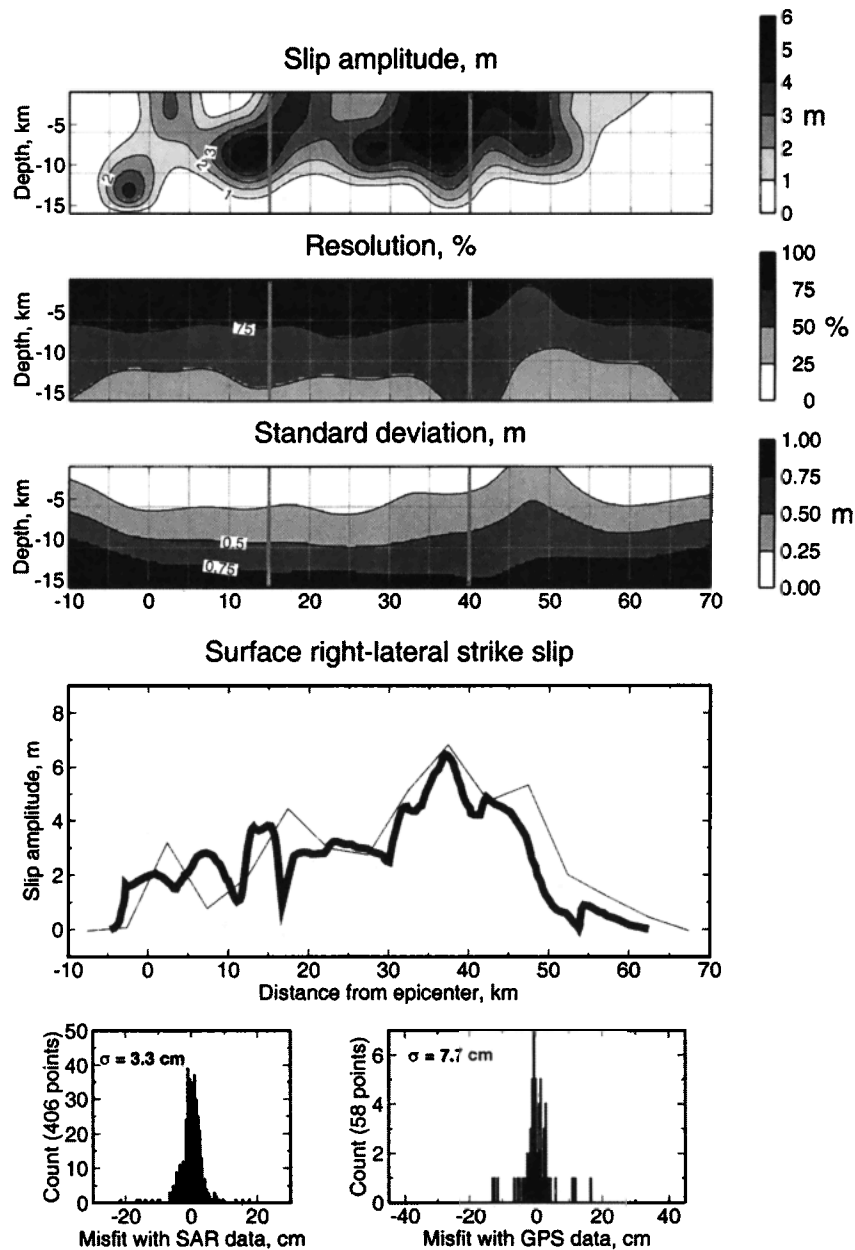 Slip amplitude, m
Depth, km
-5
-10
-15
2
2
3
1
6
5
4
3
2
1
0
m
Resolution, %
Depth, km
-5
-10
-15
75
100
75
50
25
0
%
Standard deviation, m
Depth, km
-5
-10
-15
0.5
0.75
1.00
0.75
0.50
0.25
0.00
m
-10 0 10 20 30 40 50 60 70
Surface right-lateral strike slip
Slip amplitude, m
8
6
4
2
0
-10 0 10 20 30 40 50 60 70
Distance from epicenter, km
Count (406 points)
50
40
30
20
10
0
σ = 3.3 cm
-20 0 20
Misfit with SAR data, cm
Count (58 points)
6
4
2
0
σ = 7.7 cm
-40 -20 0 20 40
Misfit with GPS data, cm